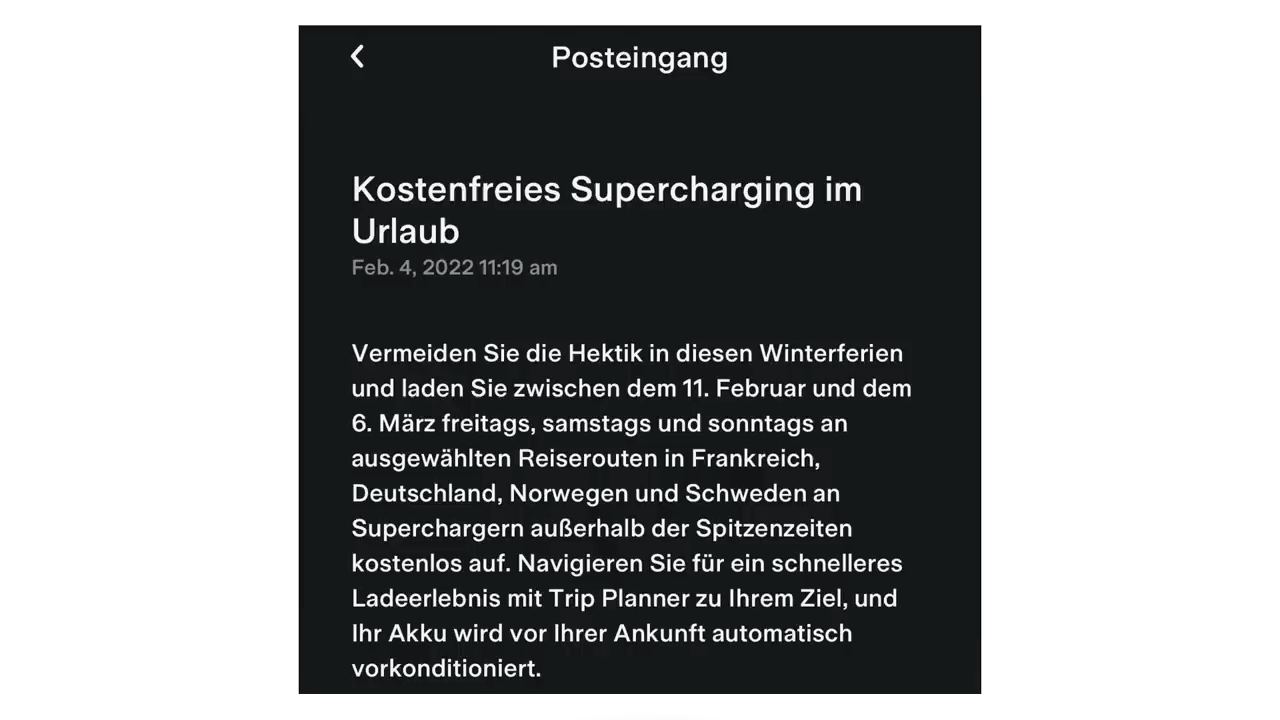 Posteingang
Kostenfreies Supercharging im
Urlaub
Feb. 4, 2022 11:19 am
Vermeiden Sie die Hektik in diesen Winterferien
und laden Sie zwischen dem 11. Februar und dem
6. März freitags, samstags und sonntags an
ausgewählten Reiserouten in Frankreich,
Deutschland, Norwegen und Schweden an
Superchargern außerhalb der Spitzenzeiten
kostenlos auf. Navigieren Sie für ein schnelleres
Ladeerlebnis mit Trip Planner zu Ihrem Ziel, und
Ihr Akku wird vor Ihrer Ankunft automatisch
vorkonditioniert.